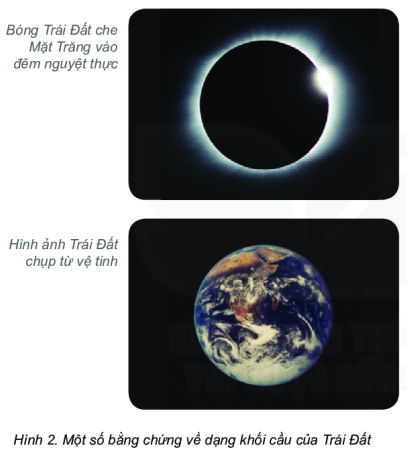 Bóng Trái Đất che
Mặt Trăng vào
đêm nguyệt thực
Hình ảnh Trái Đất
chụp từ vệ tinh
Hình 2. Một số bằng chứng về dạng khối cầu của Trái Đất